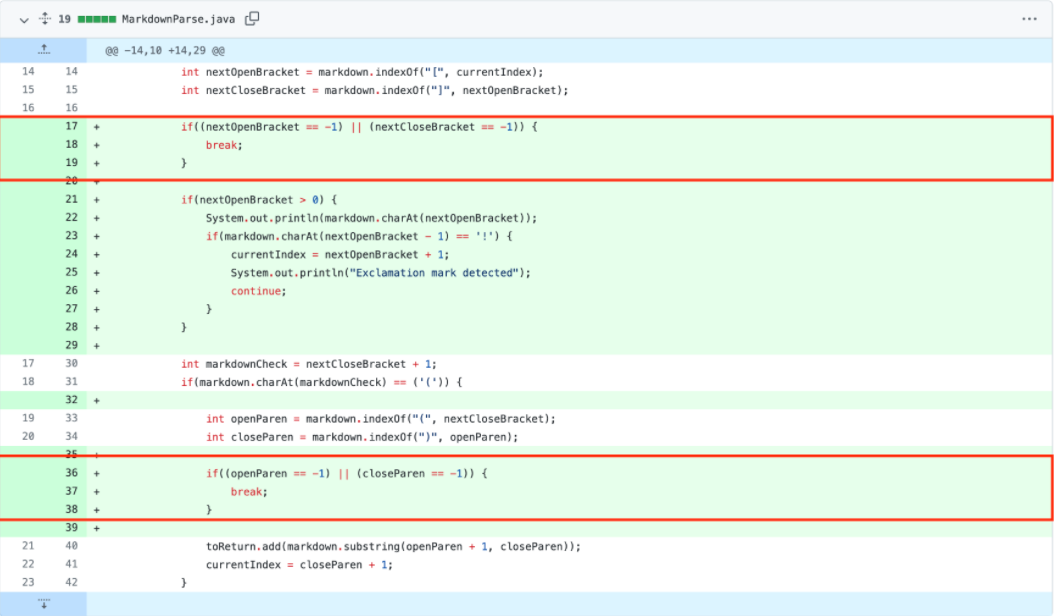 19 MarkdownParse.java
@@ -14,10 +14,29 @@
14 14 int nextOpenBracket = markdown.indexOf("[", currentIndex);
15 15 int nextCloseBracket = markdown.indexOf("]", nextOpenBracket);
16 16
17 + if((nextOpenBracket == -1) || (nextCloseBracket == -1)) {
18 + break;
19 + }
20 +
21 + if(nextOpenBracket > 0) {
22 + System.out.println(markdown.charAt(nextOpenBracket));
23 + if(markdown.charAt(nextOpenBracket - 1) == '!') {
24 + currentIndex = nextOpenBracket + 1;
25 + System.out.println("Exclamation mark detected");
26 + continue;
27 + }
28 + }
29 +
17 30 int markdownCheck = nextCloseBracket + 1;
18 31 if(markdown.charAt(markdownCheck) == ('(')) {
32 +
19 33 int openParen = markdown.indexOf("(", nextCloseBracket);
20 34 int closeParen = markdown.indexOf(")", openParen);
35 +
36 + if((openParen == -1) || (closeParen == -1)) {
37 + break;
38 + }
39 +
21 40 toReturn.add(markdown.substring(openParen + 1, closeParen));
22 41 currentIndex = closeParen + 1;
23 42 }